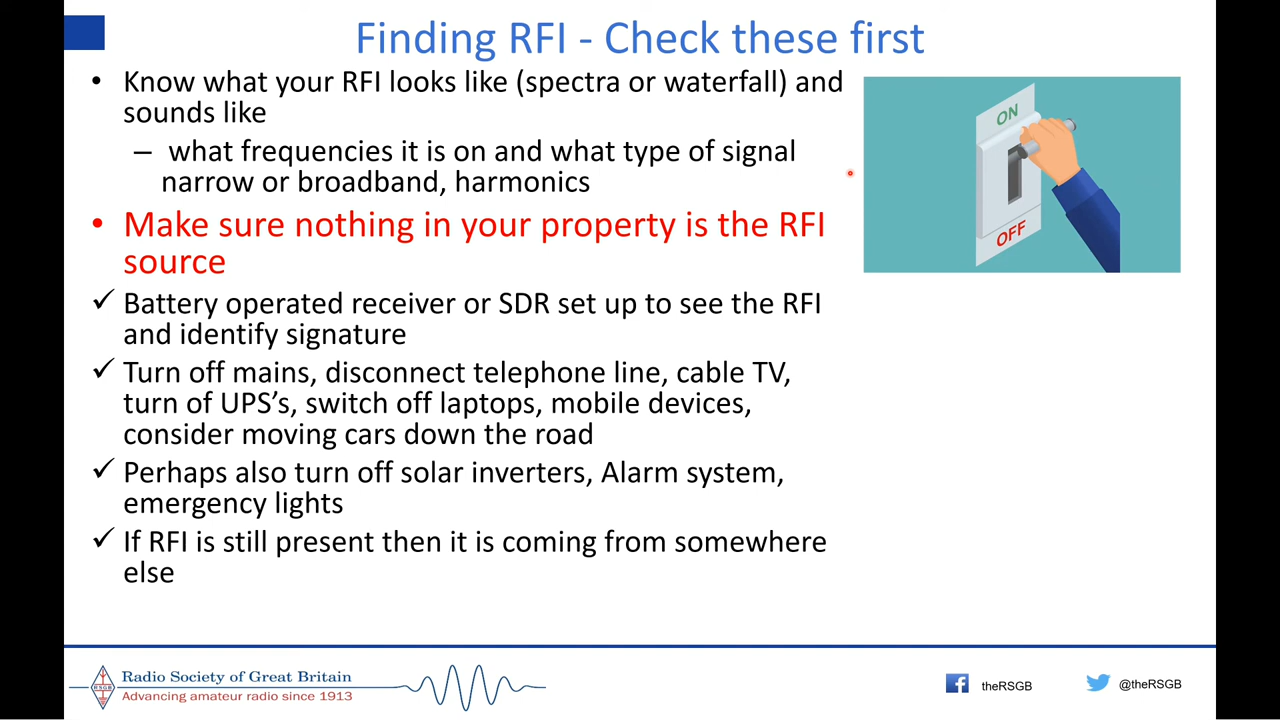 Finding RFI - Check these first
• Know what your RFI looks like (spectra or waterfall) and
sounds like
– what frequencies it is on and what type of signal
narrow or broadband, harmonics
• Make sure nothing in your property is the RFI
source
✓ Battery operated receiver or SDR set up to see the RFI
and identify signature
✓ Turn off mains, disconnect telephone line, cable TV,
turn of UPS’s, switch off laptops, mobile devices,
consider moving cars down the road
✓ Perhaps also turn off solar inverters, Alarm system,
emergency lights
✓ If RFI is still present then it is coming from somewhere
else
ON
OFF
RSGB
Radio Society of Great Britain
Advancing amateur radio since 1913
theRSGB
@theRSGB